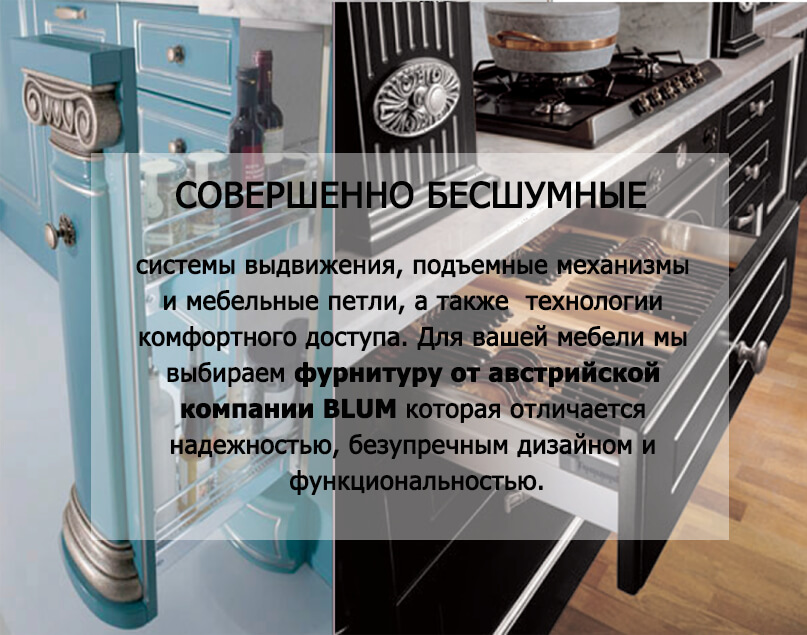 СОВЕРШЕННО БЕСШУМНЫЕ
системы выдвижения, подъемные механизмы
и мебельные петли, а также технологии
комфортного доступа. Для вашей мебели мы
выбираем фурнитуру от австрийской
компании BLUM которая отличается
надежностью, безупречным дизайном и
функциональностью.